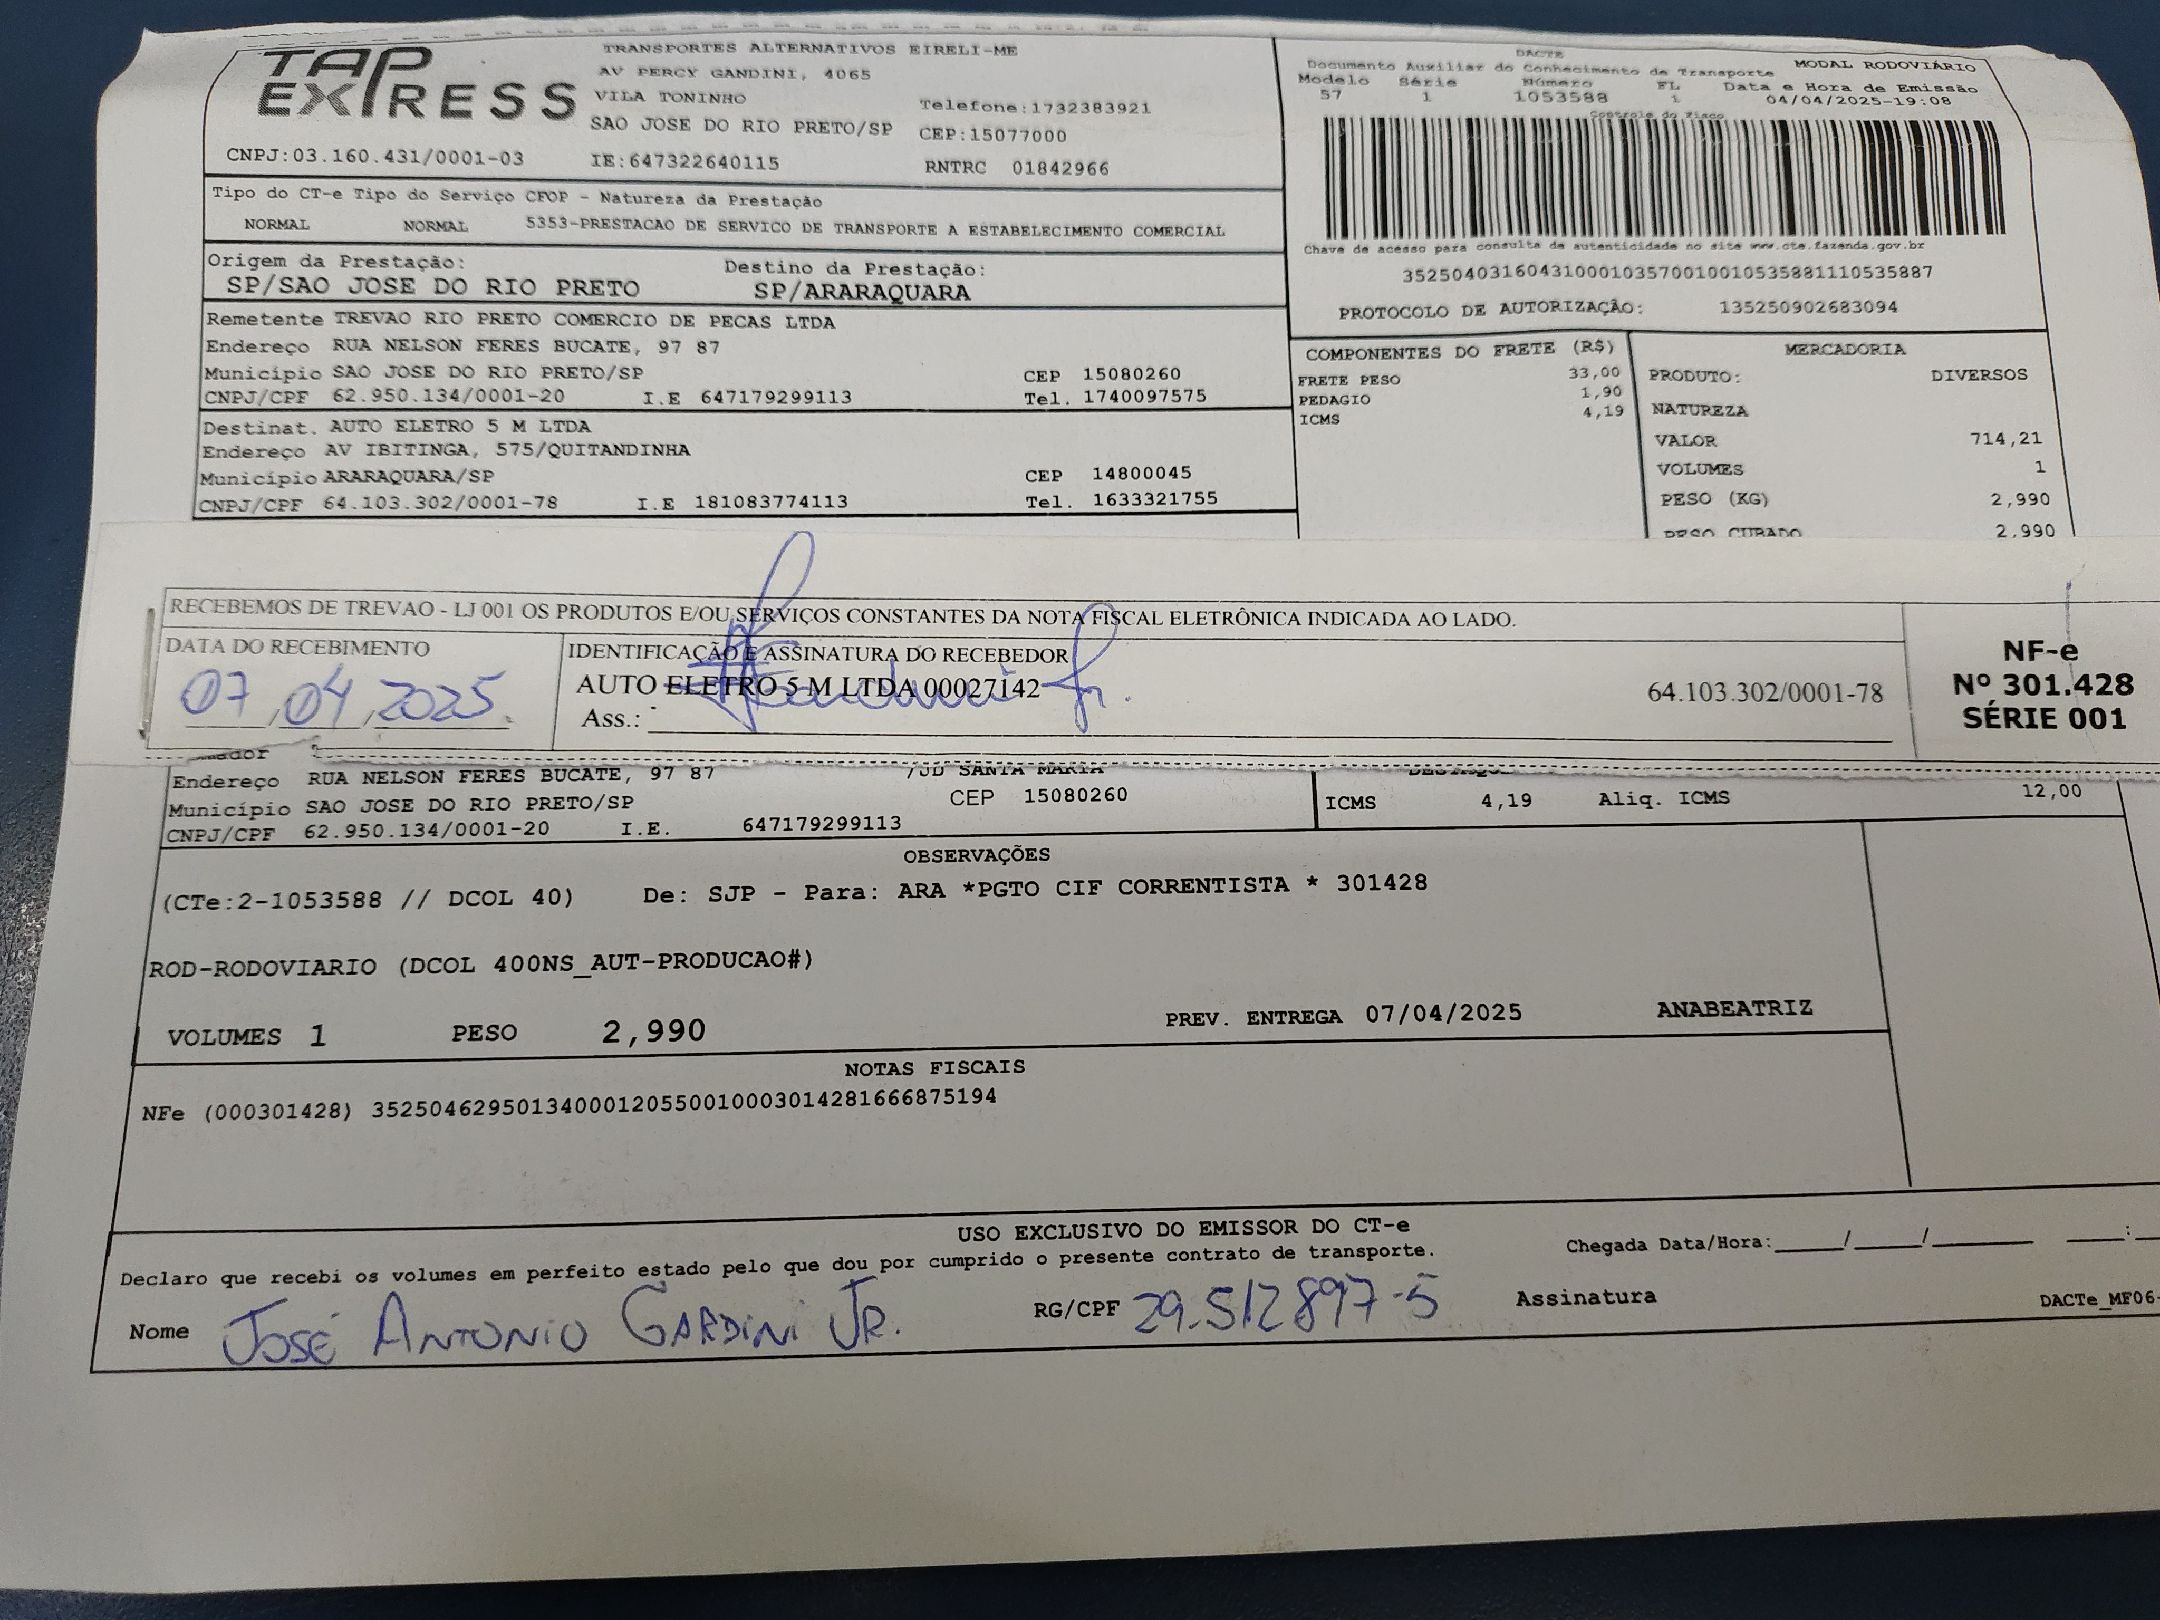 TAP EXPRESS
TRANSPORTES ALTERNATIVOS EIRELI-ME
AV PERCY GANDINI, 4065
VILA TONINHO Telefone:1732383921
SAO JOSE DO RIO PRETO/SP CEP:15077000
CNPJ:03.160.431/0001-03 IE:647322640115 RNTRC 01842966
DACTE
Documento Auxiliar do Conhecimento de Transporte MODAL RODOVIÁRIO
Modelo Série Número FL Data e Hora de Emissão
57 1 1053588 1 04/04/2025-19:08
Controle do Fisco
Chave de acesso para consulta de autenticidade no site www.cte.fazenda.gov.br
35250403160431000103570010010535881110535887
PROTOCOLO DE AUTORIZAÇÃO: 135250902683094
Tipo do CT-e Tipo do Serviço CFOP - Natureza da Prestação
NORMAL NORMAL 5353-PRESTACAO DE SERVICO DE TRANSPORTE A ESTABELECIMENTO COMERCIAL
Origem da Prestação: Destino da Prestação:
SP/SAO JOSE DO RIO PRETO SP/ARARAQUARA
Remetente TREVAO RIO PRETO COMERCIO DE PECAS LTDA
Endereço RUA NELSON FERES BUCATE, 97 87
Município SAO JOSE DO RIO PRETO/SP CEP 15080260
CNPJ/CPF 62.950.134/0001-20 I.E 647179299113 Tel. 1740097575
Destinat. AUTO ELETRO 5 M LTDA
Endereço AV IBITINGA, 575/QUITANDINHA
Município ARARAQUARA/SP CEP 14800045
CNPJ/CPF 64.103.302/0001-78 I.E 181083774113 Tel. 1633321755
COMPONENTES DO FRETE (R$)
FRETE PESO 33,00
PEDAGIO 1,90
ICMS 4,19
MERCADORIA
PRODUTO: DIVERSOS
NATUREZA
VALOR 714,21
VOLUMES 1
PESO (KG) 2,990
PESO CUBADO 2,990
RECEBEMOS DE TREVAO - LJ 001 OS PRODUTOS E/OU SERVIÇOS CONSTANTES DA NOTA FISCAL ELETRÔNICA INDICADA AO LADO.
DATA DO RECEBIMENTO
07 04 2025
IDENTIFICAÇÃO E ASSINATURA DO RECEBEDOR
AUTO ELETRO 5 M LTDA 00027142 64.103.302/0001-78
Ass.:
NF-e
Nº 301.428
SÉRIE 001
Endereço RUA NELSON FERES BUCATE, 97 87 /JD SANTA MARIA
Município SAO JOSE DO RIO PRETO/SP CEP 15080260
CNPJ/CPF 62.950.134/0001-20 I.E. 647179299113
ICMS 4,19 Aliq. ICMS 12,00
OBSERVAÇÕES
(CTe:2-1053588 // DCOL 40) De: SJP - Para: ARA *PGTO CIF CORRENTISTA * 301428
ROD-RODOVIARIO (DCOL 400NS_AUT-PRODUCAO#)
VOLUMES 1 PESO 2,990 PREV. ENTREGA 07/04/2025 ANABEATRIZ
NOTAS FISCAIS
NFe (000301428) 35250462950134000120550010003014281666875194
USO EXCLUSIVO DO EMISSOR DO CT-e
Declaro que recebi os volumes em perfeito estado pelo que dou por cumprido o presente contrato de transporte. Chegada Data/Hora:____/____/______ ____:
Nome JOSÉ ANTONIO GARDINI JR. RG/CPF 29.512897-5 Assinatura DACTe_MF06-